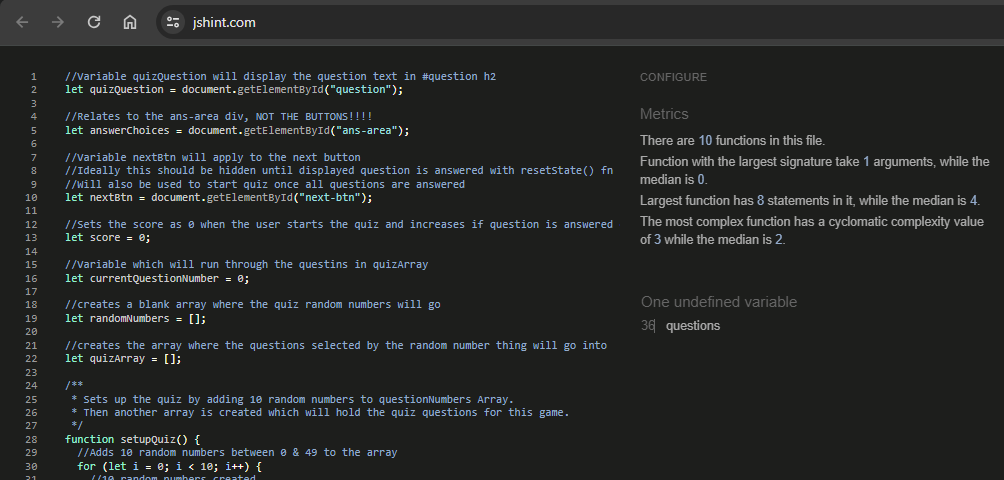 jshint.com
1 //Variable quizQuestion will display the question text in #question h2
2 let quizQuestion = document.getElementById("question");
3
4 //Relates to the ans-area div, NOT THE BUTTONS!!!!
5 let answerChoices = document.getElementById("ans-area");
6
7 //Variable nextBtn will apply to the next button
8 //Ideally this should be hidden until displayed question is answered with resetState() fn
9 //Will also be used to start quiz once all questions are answered
10 let nextBtn = document.getElementById("next-btn");
11
12 //Sets the score as 0 when the user starts the quiz and increases if question is answered
13 let score = 0;
14
15 //Variable which will run through the questins in quizArray
16 let currentQuestionNumber = 0;
17
18 //creates a blank array where the quiz random numbers will go
19 let randomNumbers = [];
20
21 //creates the array where the questions selected by the random number thing will go into
22 let quizArray = [];
23
24 /**
25 * Sets up the quiz by adding 10 random numbers to questionNumbers Array.
26 * Then another array is created which will hold the quiz questions for this game.
27 */
28 function setupQuiz() {
29 //Adds 10 random numbers between 0 & 49 to the array
30 for (let i = 0; i < 10; i++) {
31 //10 random numbers created
CONFIGURE
Metrics
There are 10 functions in this file.
Function with the largest signature take 1 arguments, while the
median is 0.
Largest function has 8 statements in it, while the median is 4.
The most complex function has a cyclomatic complexity value
of 3 while the median is 2.
One undefined variable
36 questions